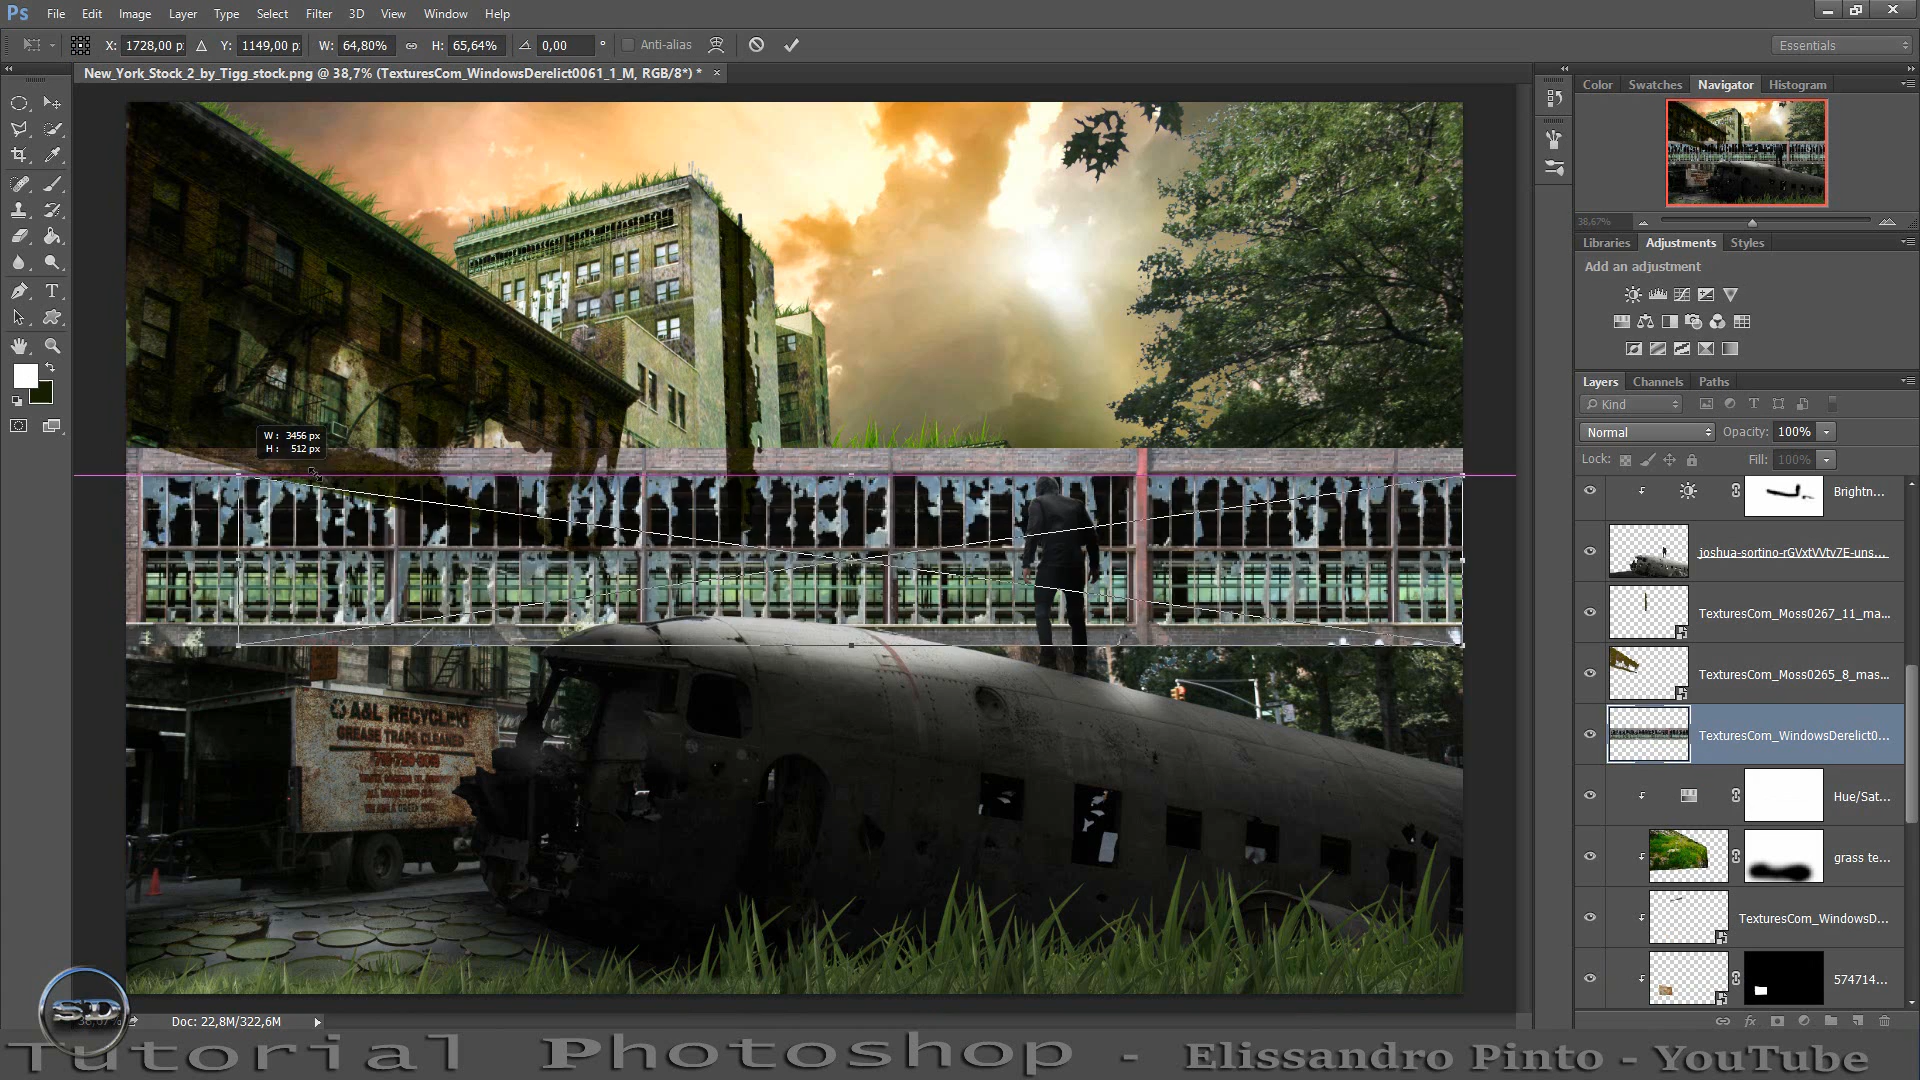 Ps File Edit Image Layer Type Select Filter 3D View Window Help
X: 1728,00 p: Y: 1149,00 p: W: 64,80% H: 65,64% 0,00 ° Anti-alias Essentials
New_York_Stock_2_by_Tigg_stock.png @ 38,7% (TexturesCom_WindowsDerelict0061_1_M, RGB/8*) * ×
Color Swatches Navigator Histogram
38,67%
Libraries Adjustments Styles
Add an adjustment
Layers Channels Paths
Kind
Normal Opacity: 100%
Lock: Fill: 100%
Brightn...
joshua-sortino-rGVxtVVtv7E-uns...
TexturesCom_Moss0267_11_ma...
TexturesCom_Moss0265_8_mas...
TexturesCom_WindowsDerelict0...
Hue/Sat...
grass te...
TexturesCom_WindowsD...
574714...
W: 3456 px
H: 512 px
A&L RECYCLING
GREASE TRAPS CLEANED
SD
38,67% Doc: 22,8M/322,6M
Tutorial Photoshop - Elissandro Pinto - YouTube